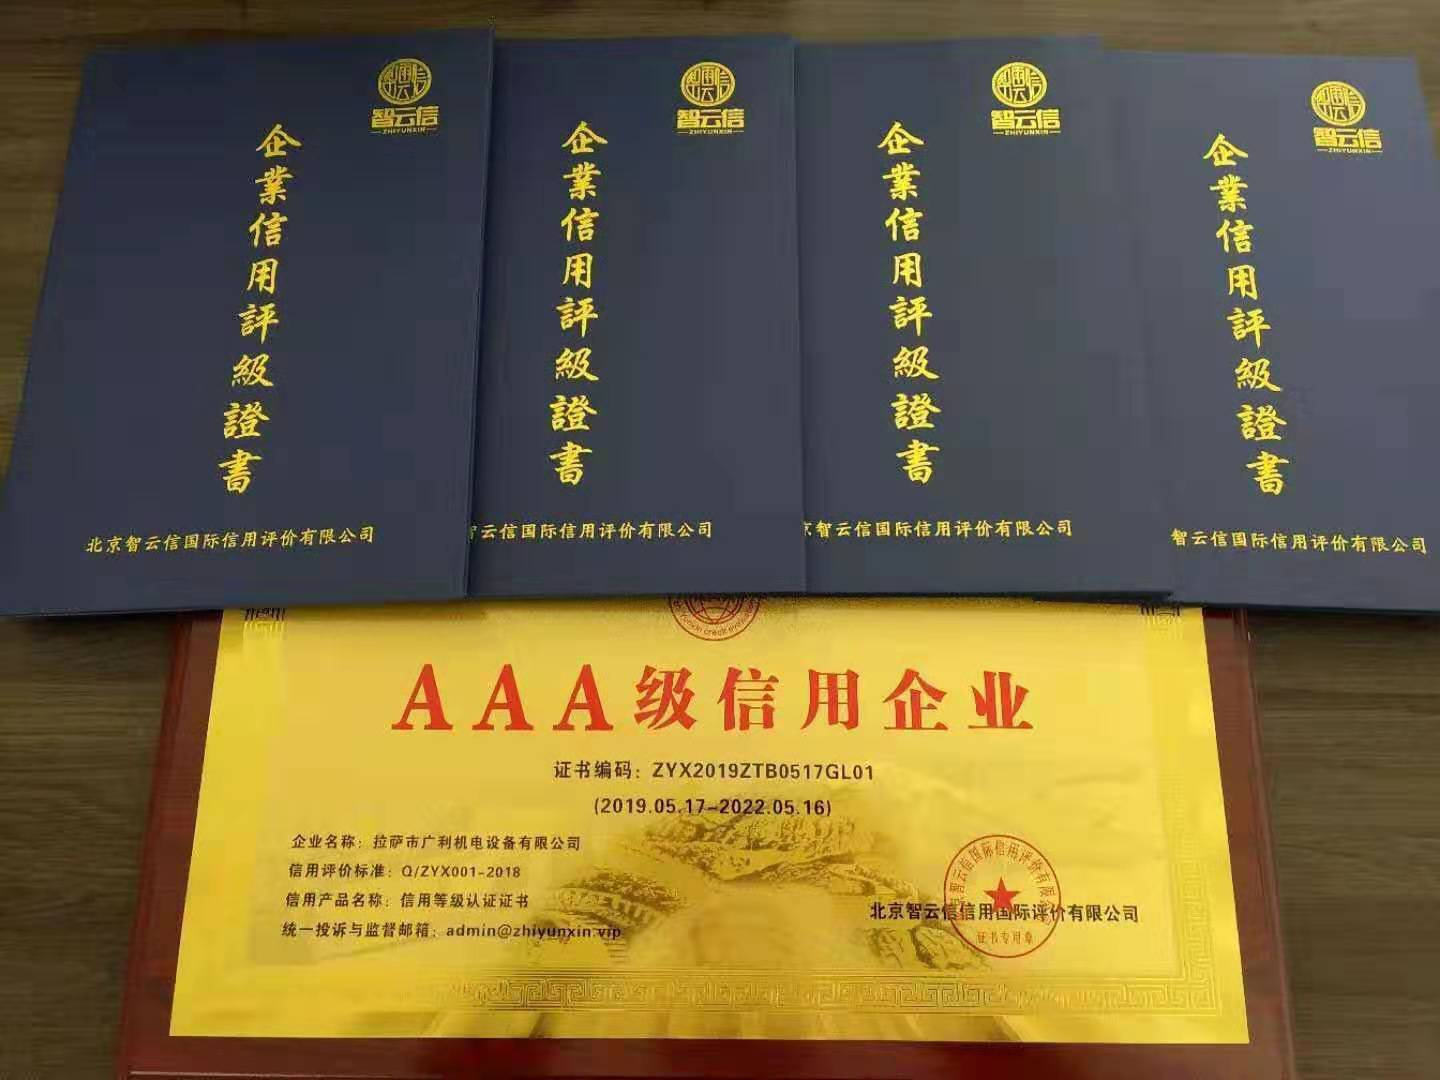 智云信
ZHIYUNXIN
企業信用評級證書
北京智云信国际信用评价有限公司
智云信
ZHIYUNXIN
企業信用評級證書
智云信国际信用评价有限公司
智云信
ZHIYUNXIN
企業信用評級證書
京智云信国际信用评价有限公司
智云信
ZHIYUNXIN
企業信用評級證書
智云信国际信用评价有限公司
AAA级信用企业
证书编码：ZYX2019ZTB0517GL01
(2019.05.17-2022.05.16)
企业名称：拉萨市广利机电设备有限公司
信用评价标准：Q/ZYX001-2018
信用产品名称：信用等级认证证书
统一投诉与监督邮箱：admin@zhiyunxin.vip
北京智云信信用国际评价有限公司
证书专用章